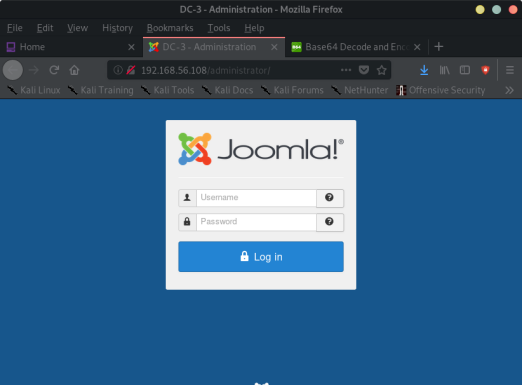 DC-3 - Administration - Mozilla Firefox
File Edit View History Bookmarks Tools Help
Home
DC-3 - Administration
Base64 Decode and Enc
192.168.56.108/administrator/
Kali Linux Kali Training Kali Tools Kali Docs Kali Forums NetHunter Offensive Security
Joomla!®
Username
Password
Log in